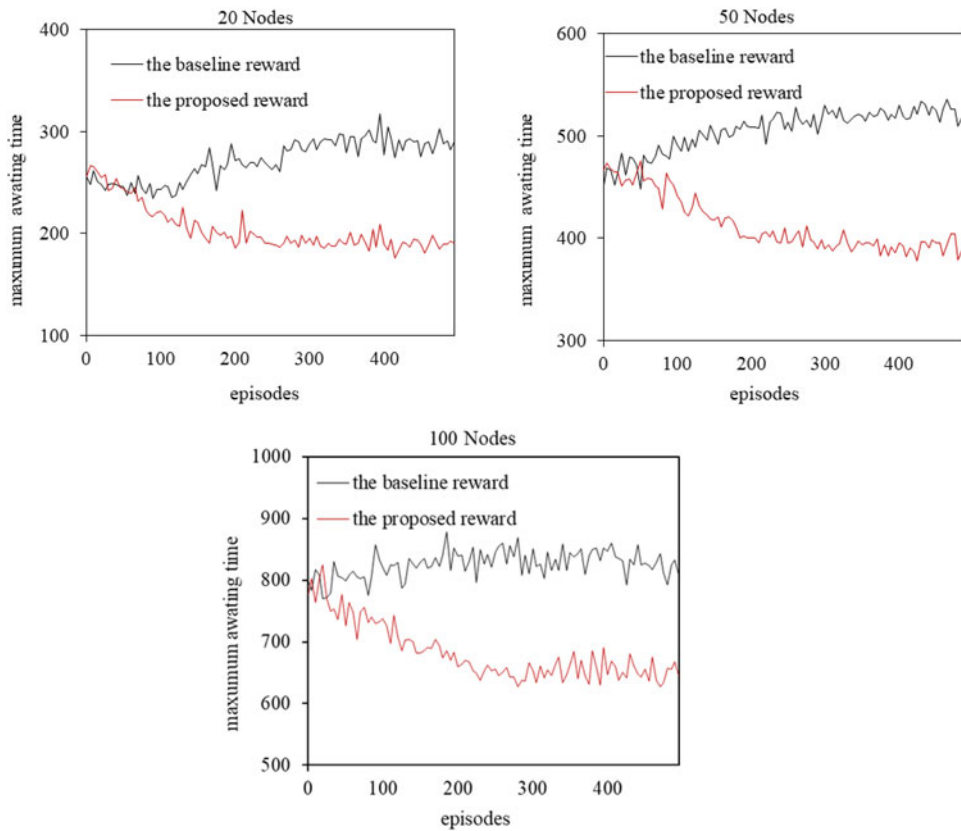 20 Nodes
400
300
200
100
the baseline reward
the proposed reward
maxumum awating time
0 100 200 300 400
episodes
50 Nodes
600
500
400
300
the baseline reward
the proposed reward
maxumum awating time
0 100 200 300 400
episodes
100 Nodes
1000
900
800
700
600
500
the baseline reward
the proposed reward
maxumum awating time
0 100 200 300 400
episodes